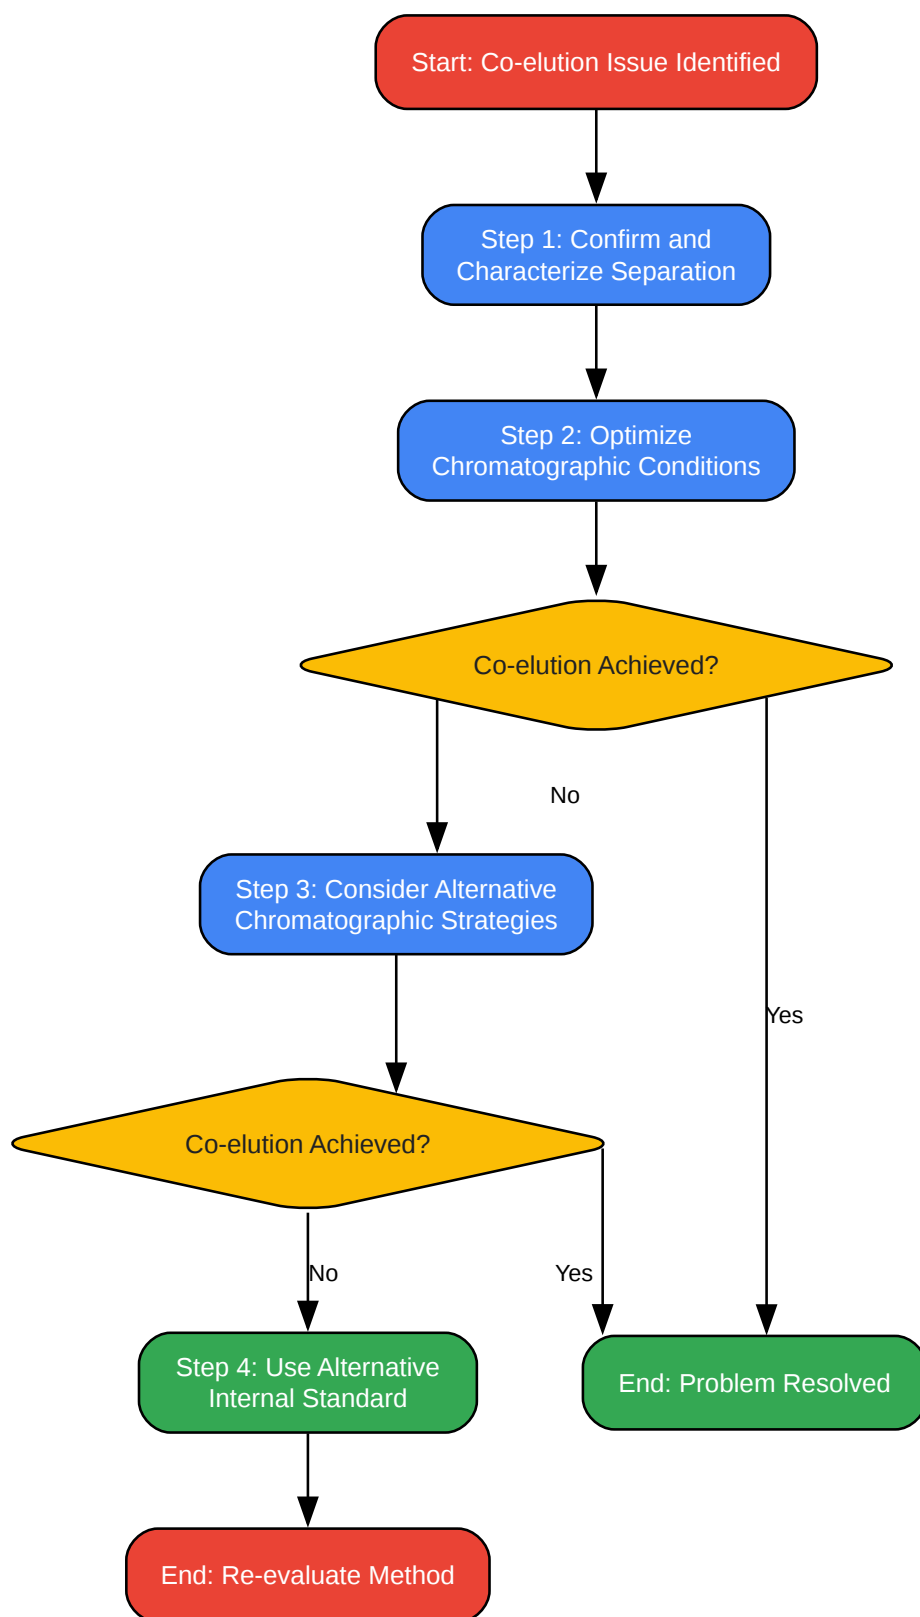 Start: Co-elution Issue Identified
Step 1: Confirm and
Characterize Separation
Step 2: Optimize
Chromatographic Conditions
Co-elution Achieved?
No
Step 3: Consider Alternative
Chromatographic Strategies
Yes
Co-elution Achieved?
No
Yes
Step 4: Use Alternative
Internal Standard
End: Problem Resolved
End: Re-evaluate Method